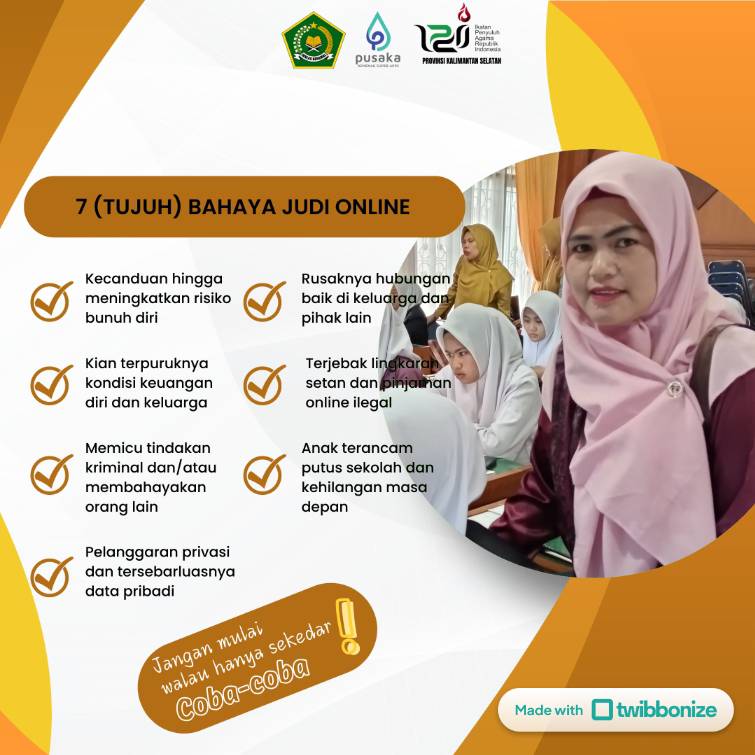 pusaka
Ikatan
Penyuluh
Agama
Republik
Indonesia
PROVINSI KALIMANTAN SELATAN
7 (TUJUH) BAHAYA JUDI ONLINE
Kecanduan hingga
meningkatkan risiko
bunuh diri
Kian terpuruknya
kondisi keuangan
diri dan keluarga
Memicu tindakan
kriminal dan/atau
membahayakan
orang lain
Pelanggaran privasi
dan tersebarluasnya
data pribadi
Rusaknya hubungan
baik di keluarga dan
pihak lain
Terjebak lingkaran
setan dan pinjaman
online ilegal
Anak terancam
putus sekolah dan
kehilangan masa
depan
Jangan mulai
walau hanya sekedar
Coba-coba
!
Made with twibbonize